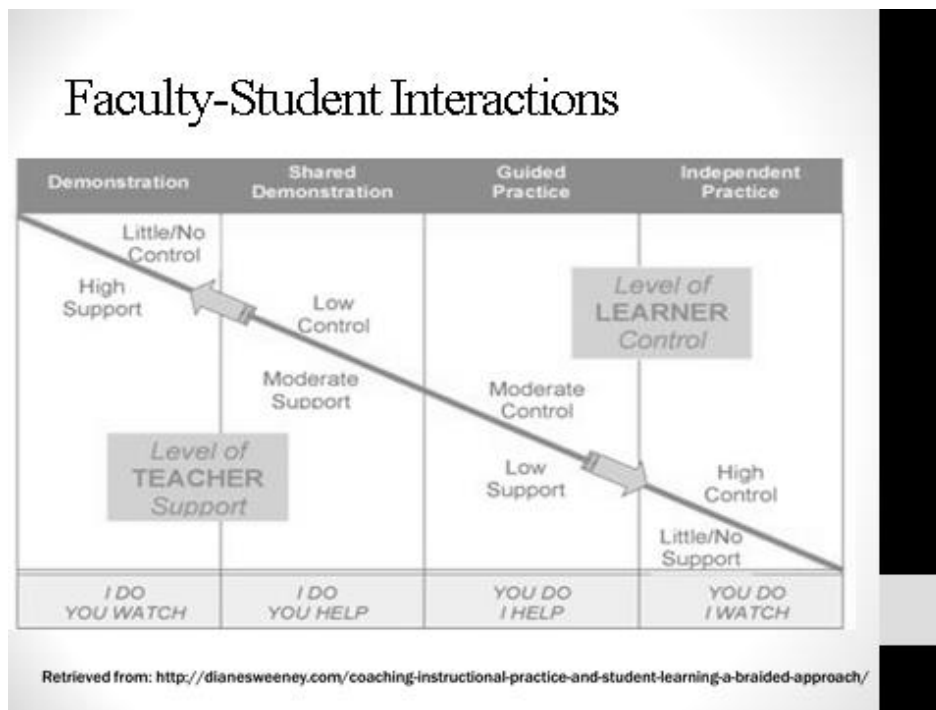 Faculty-Student Interactions
Demonstration
Shared
Demonstration
Guided
Practice
Independent
Practice
Little/No
Control
High
Support
Low
Control
Moderate
Support
Level of
LEARNER
Control
Moderate
Control
Low
Support
Level of
TEACHER
Support
High
Control
Little/No
Support
I DO
YOU WATCH
I DO
YOU HELP
YOU DO
I HELP
YOU DO
I WATCH
Retrieved from: http://dianesweeney.com/coaching-instructional-practice-and-student-learning-a-braided-approach/